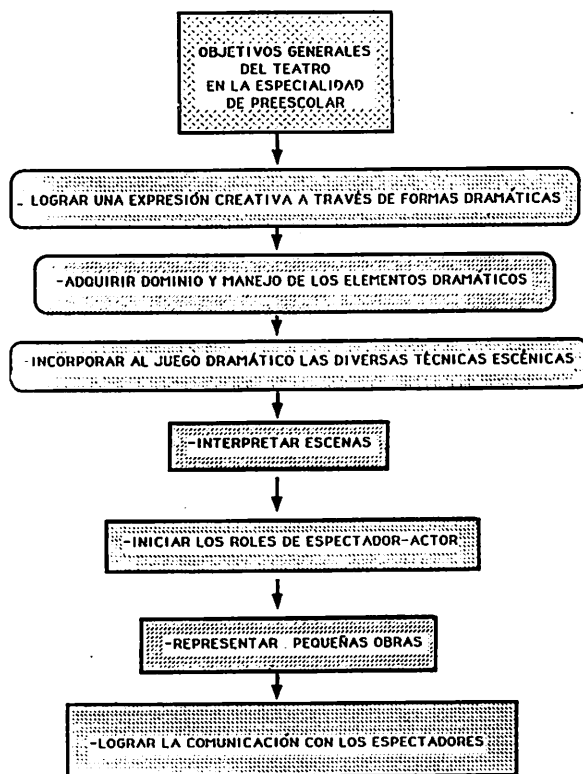 OBJETIVOS GENERALES
DEL TEATRO
EN LA ESPECIALIDAD
DE PREESCOLAR
- LOGRAR UNA EXPRESIÓN CREATIVA A TRAVÉS DE FORMAS DRAMÁTICAS
-ADQUIRIR DOMINIO Y MANEJO DE LOS ELEMENTOS DRAMÁTICOS
-INCORPORAR AL JUEGO DRAMÁTICO LAS DIVERSAS TÉCNICAS ESCÉNICAS
-INTERPRETAR ESCENAS
-INICIAR LOS ROLES DE ESPECTADOR-ACTOR
-REPRESENTAR PEQUEÑAS OBRAS
-LOGRAR LA COMUNICACIÓN CON LOS ESPECTADORES